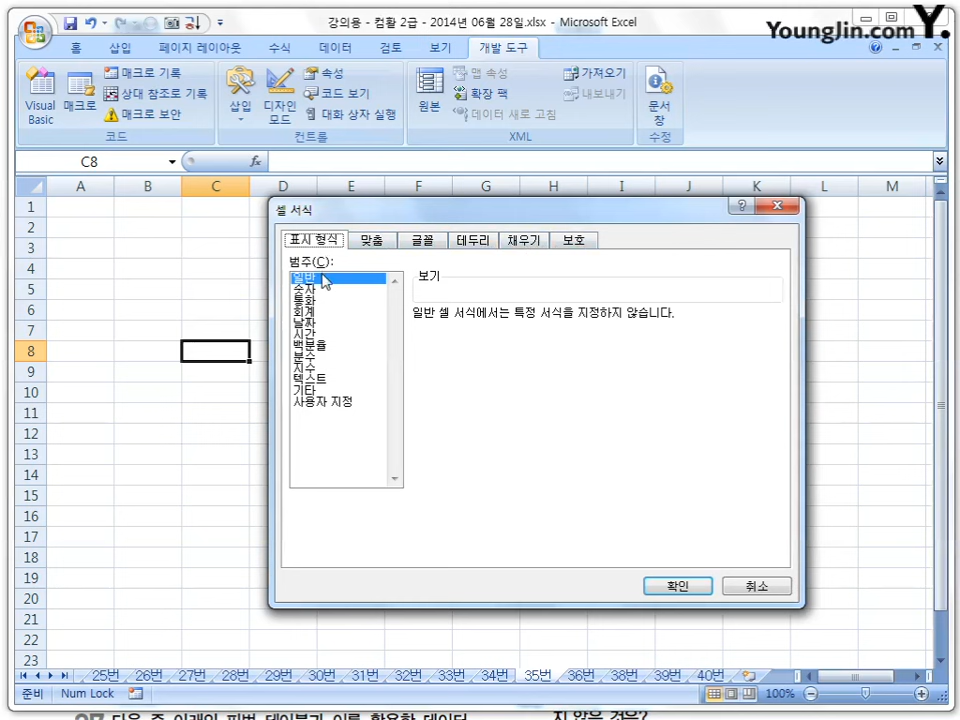 강의용 - 컴활 2급 - 2014년 06월 28일.xlsx - Microsoft Excel
YoungJin.com Y.
홈 삽입 페이지 레이아웃 수식 데이터 검토 보기 개발 도구
Visual Basic
매크로
매크로 기록
상대 참조로 기록
매크로 보안
코드
삽입
디자인 모드
속성
코드 보기
대화 상자 실행
컨트롤
원본
맵 속성
확장 팩
데이터 새로 고침
가져오기
내보내기
XML
문서 창
수정
C8 fx
A B C D E F G H I J K L M
1
2
3
4
5
6
7
8
9
10
11
12
13
14
15
16
17
18
19
20
21
22
23
셀 서식
표시 형식 맞춤 글꼴 테두리 채우기 보호
범주(C):
일반
숫자
통화
회계
날짜
시간
백분율
분수
지수
텍스트
기타
사용자 지정
보기
일반 셀 서식에서는 특정 서식을 지정하지 않습니다.
확인 취소
25번 26번 27번 28번 29번 30번 31번 32번 33번 34번 35번 36번 38번 39번 40번
준비 Num Lock 100%